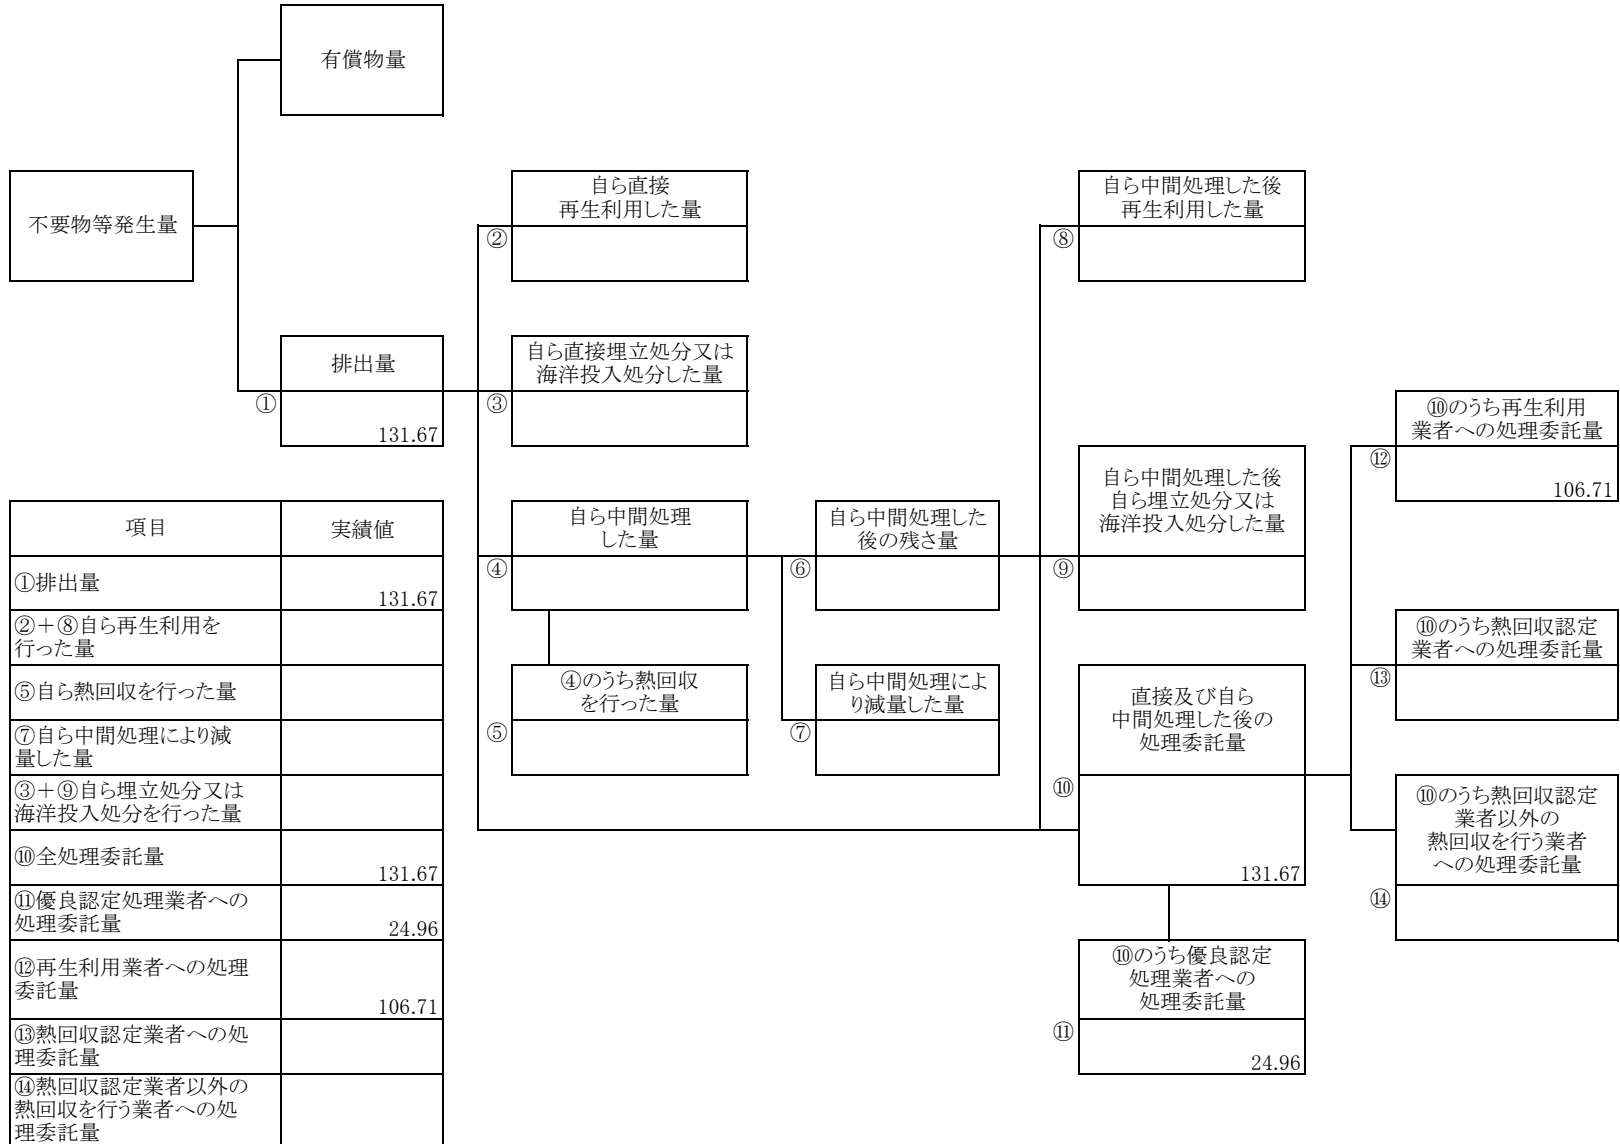 有償物量
不要物等発生量
自ら直接
再生利用した量
②
自ら中間処理した後
再生利用した量
⑧
排出量
①
131.67
自ら直接埋立処分又は
海洋投入処分した量
③
⑩のうち再生利用
業者への処理委託量
⑫
106.71
自ら中間処理
した量
④
自ら中間処理した
後の残さ量
⑥
自ら中間処理した後
自ら埋立処分又は
海洋投入処分した量
⑨
⑩のうち熱回収認定
業者への処理委託量
⑬
④のうち熱回収
を行った量
⑤
自ら中間処理によ
り減量した量
⑦
直接及び自ら
中間処理した後の
処理委託量
⑩
131.67
⑩のうち熱回収認定
業者以外の
熱回収を行う業者
への処理委託量
⑭
⑩のうち優良認定
処理業者への
処理委託量
⑪
24.96
項目 実績値
①排出量
131.67
②+⑧自ら再生利用を
行った量
⑤自ら熱回収を行った量
⑦自ら中間処理により減
量した量
③+⑨自ら埋立処分又は
海洋投入処分を行った量
⑩全処理委託量
131.67
⑪優良認定処理業者への
処理委託量
24.96
⑫再生利用業者への処理
委託量
106.71
⑬熱回収認定業者への処
理委託量
⑭熱回収認定業者以外の
熱回収を行う業者への処
理委託量